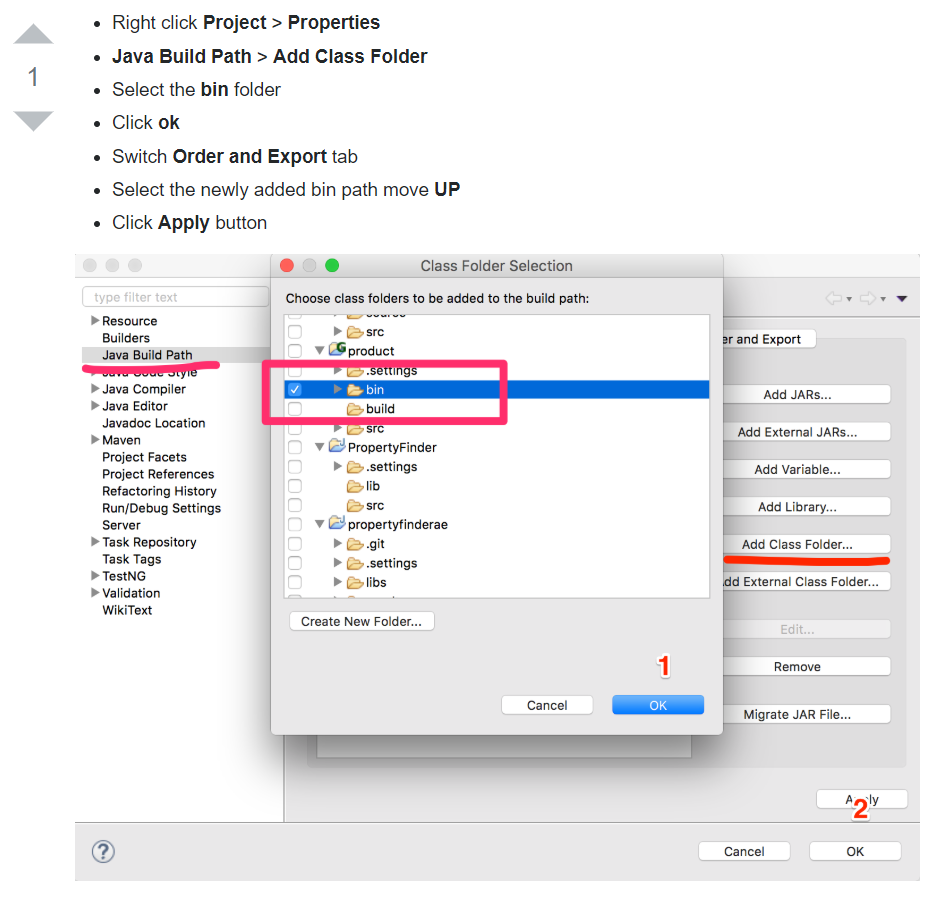 Right click Project > Properties
1
Java Build Path > Add Class Folder
Select the bin folder
Click ok
Switch Order and Export tab
Select the newly added bin path move UP
Click Apply button
Class Folder Selection
type filter text
Choose class folders to be added to the build path:
Resource
Builders
Java Build Path
Java Code Style
Java Compiler
Java Editor
Javadoc Location
Maven
Project Facets
Project References
Refactoring History
Run/Debug Settings
Server
Task Repository
Task Tags
TestNG
Validation
WikiText
source
src
product
.settings
bin
build
src
PropertyFinder
.settings
lib
src
propertyfinderae
.git
.settings
libs
Create New Folder...
1
Cancel
OK
er and Export
Add JARs...
Add External JARs...
Add Variable...
Add Library...
Add Class Folder...
dd External Class Folder...
Edit...
Remove
Migrate JAR File...
Apply
2
?
Cancel
OK